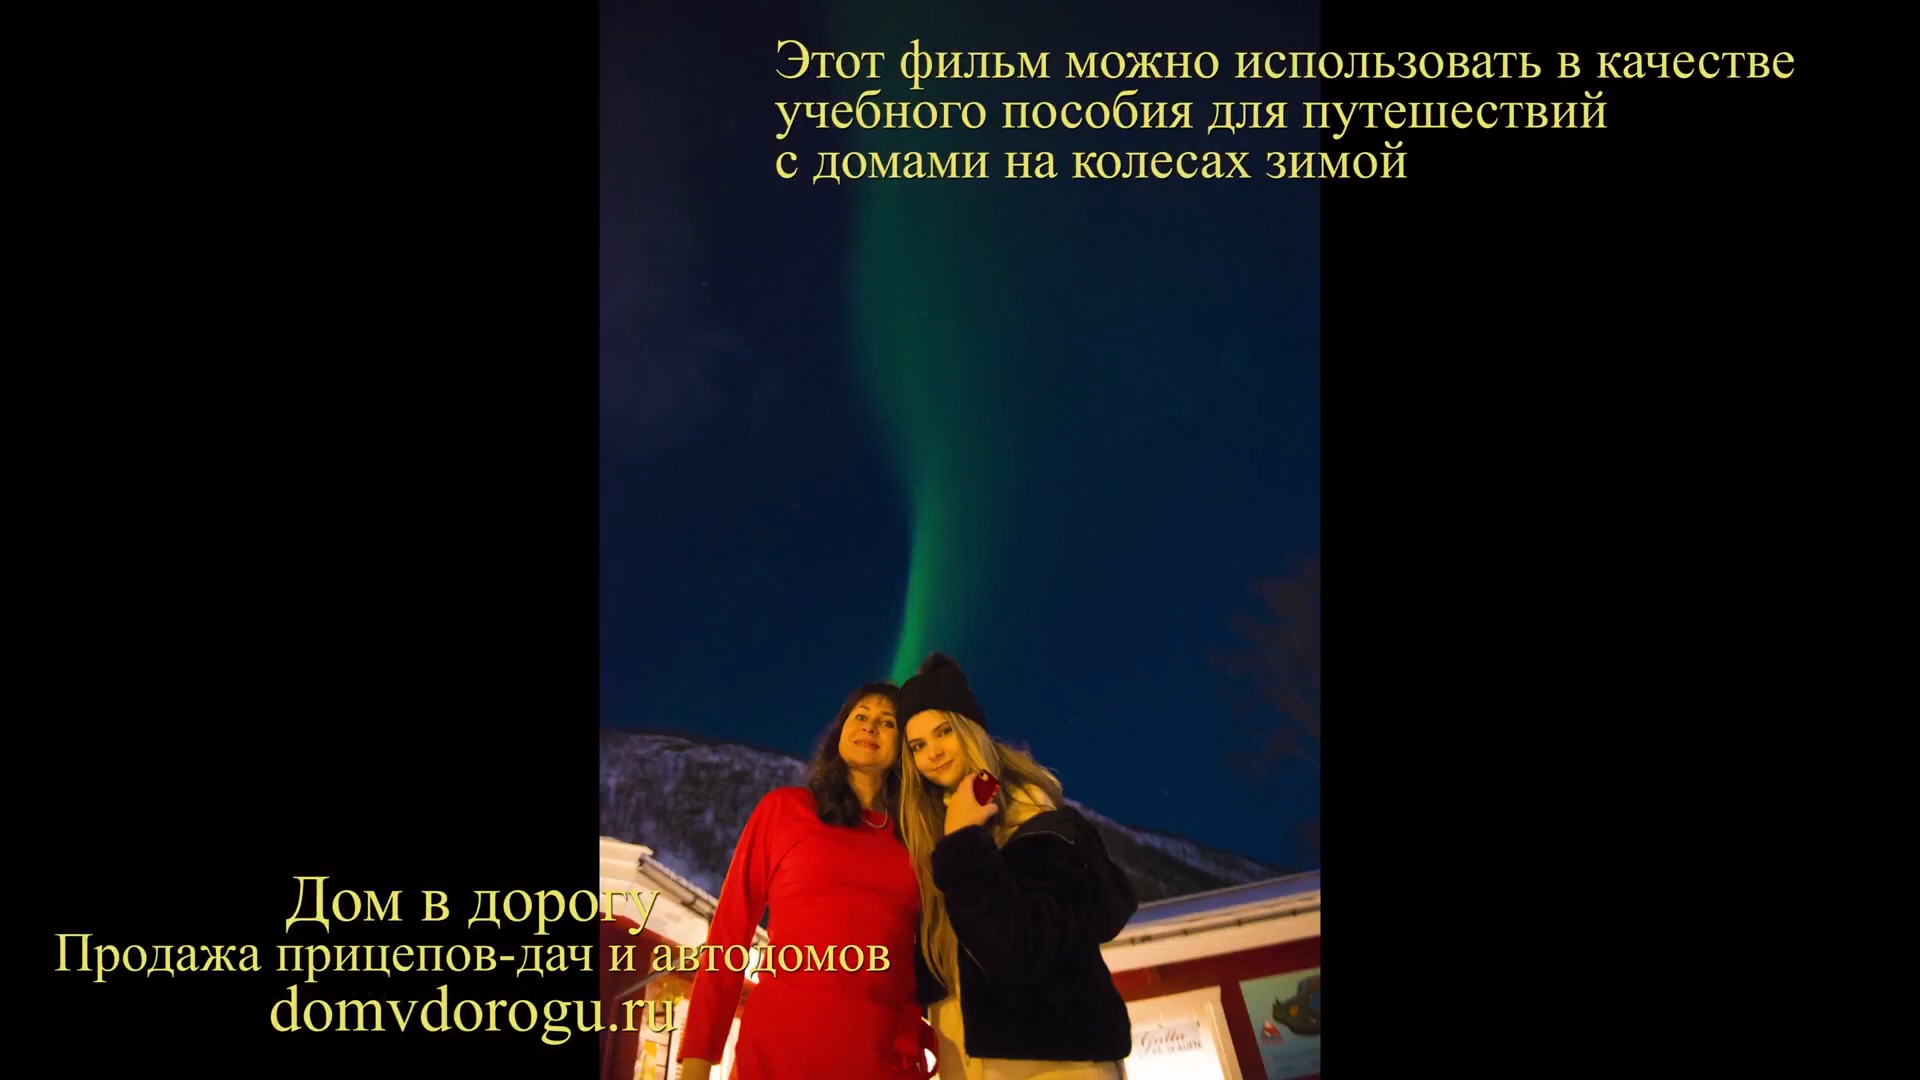 Этот фильм можно использовать в качестве
учебного пособия для путешествий
с домами на колесах зимой
Дом в дорогу
Продажа прицепов-дач и автодомов
domvdorogu.ru